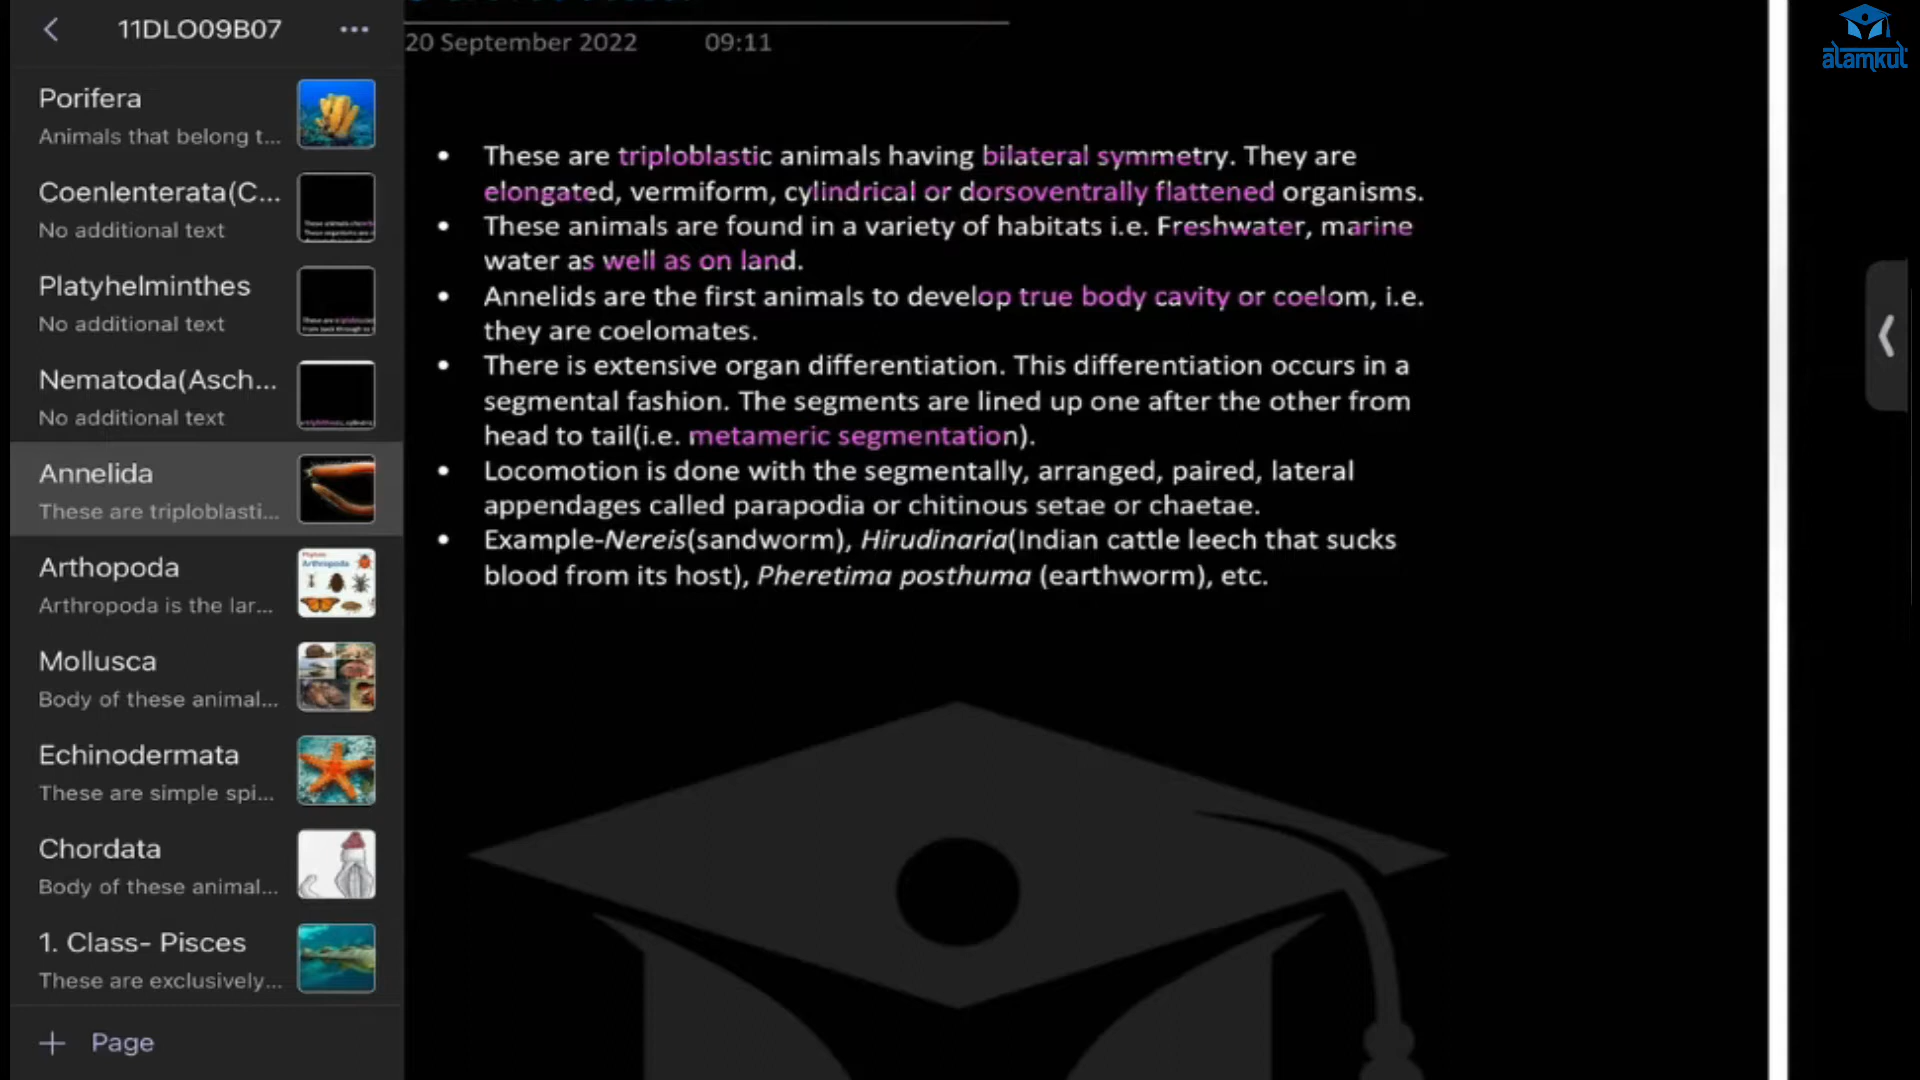 11DLO09B07
Porifera
Animals that belong t...
Coenlenterata(C...
No additional text
Platyhelminthes
No additional text
Nematoda(Asch...
No additional text
Annelida
These are triploblasti...
Arthopoda
Arthropoda is the lar...
Mollusca
Body of these animal...
Echinodermata
These are simple spi...
Chordata
Body of these animal...
1. Class- Pisces
These are exclusively...
+ Page
20 September 2022 09:11
• These are triploblastic animals having bilateral symmetry. They are
elongated, vermiform, cylindrical or dorsoventrally flattened organisms.
• These animals are found in a variety of habitats i.e. Freshwater, marine
water as well as on land.
• Annelids are the first animals to develop true body cavity or coelom, i.e.
they are coelomates.
• There is extensive organ differentiation. This differentiation occurs in a
segmental fashion. The segments are lined up one after the other from
head to tail(i.e. metameric segmentation).
• Locomotion is done with the segmentally, arranged, paired, lateral
appendages called parapodia or chitinous setae or chaetae.
• Example-Nereis(sandworm), Hirudinaria(Indian cattle leech that sucks
blood from its host), Pheretima posthuma (earthworm), etc.
alamkut